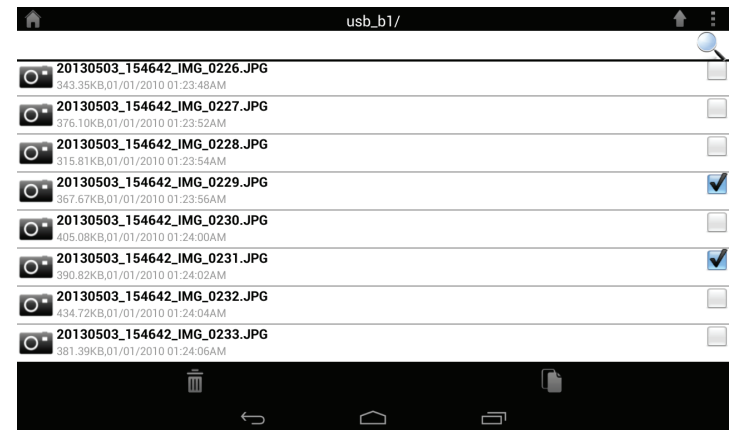 usb_b1/
20130503_154642_IMG_0226.JPG
343.35KB,01/01/2010 01:23:48AM
20130503_154642_IMG_0227.JPG
376.10KB,01/01/2010 01:23:52AM
20130503_154642_IMG_0228.JPG
315.81KB,01/01/2010 01:23:54AM
20130503_154642_IMG_0229.JPG
367.67KB,01/01/2010 01:23:56AM
20130503_154642_IMG_0230.JPG
405.08KB,01/01/2010 01:24:00AM
20130503_154642_IMG_0231.JPG
390.82KB,01/01/2010 01:24:02AM
20130503_154642_IMG_0232.JPG
434.72KB,01/01/2010 01:24:04AM
20130503_154642_IMG_0233.JPG
381.39KB,01/01/2010 01:24:06AM